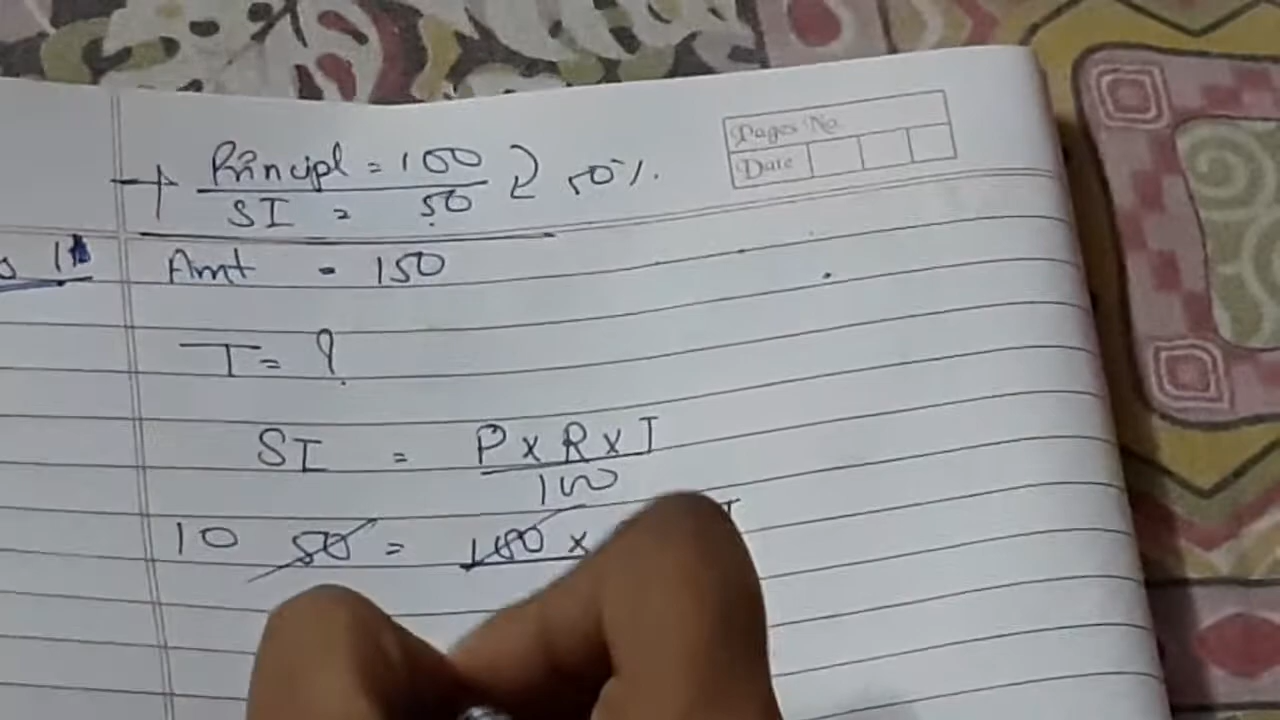 Pages No.
Date
Principl = 100
50%.
SI = 50
Amt - 150
T = ?
SI = P x R x T
100
10 50 = 100 x